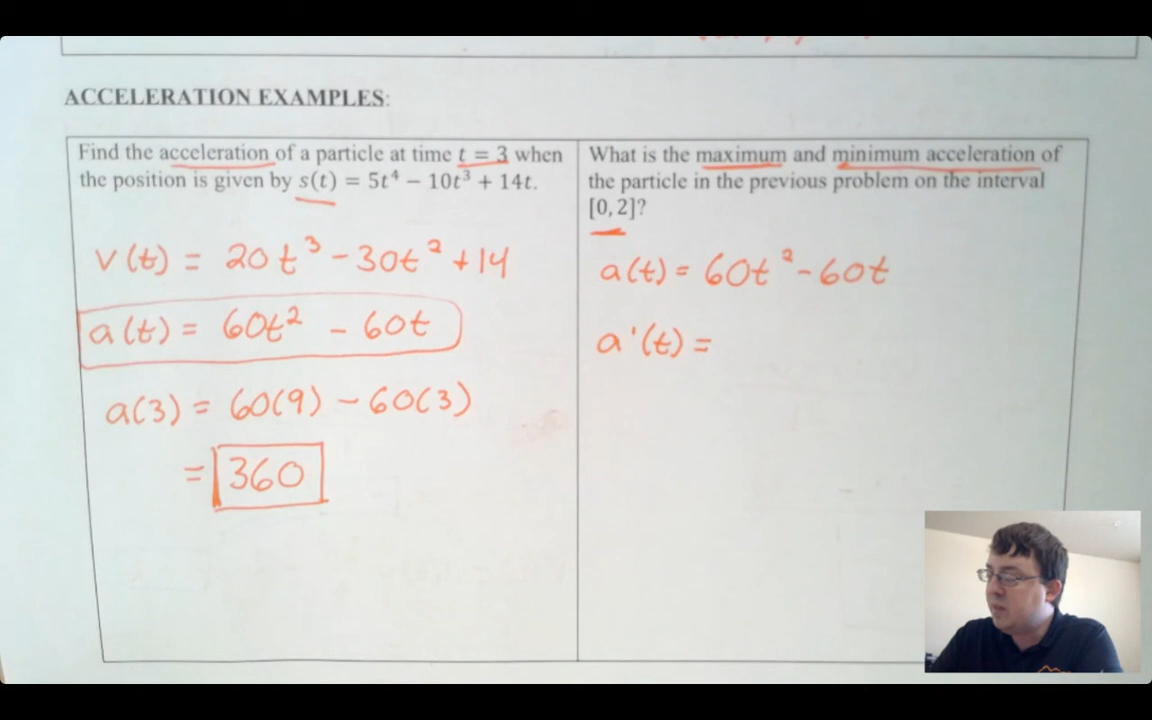 ACCELERATION EXAMPLES:
Find the acceleration of a particle at time t = 3 when
the position is given by s(t) = 5t⁴ − 10t³ + 14t.
v(t) = 20t³ - 30t² + 14
a(t) = 60t² - 60t
a(3) = 60(9) - 60(3)
= 360
What is the maximum and minimum acceleration of
the particle in the previous problem on the interval
[0, 2]?
a(t) = 60t² - 60t
a'(t) =